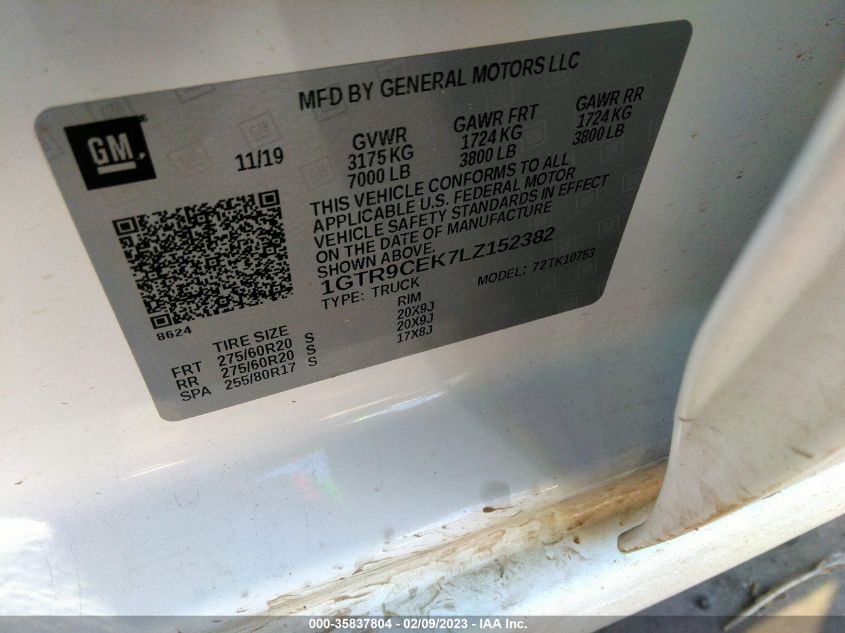 MFD BY GENERAL MOTORS LLC
GM
11/19
GVWR
3175 KG
7000 LB
GAWR FRT
1724 KG
3800 LB
GAWR RR
1724 KG
3800 LB
THIS VEHICLE CONFORMS TO ALL
APPLICABLE U.S. FEDERAL MOTOR
VEHICLE SAFETY STANDARDS IN EFFECT
ON THE DATE OF MANUFACTURE
SHOWN ABOVE.
1GTR9CEK7LZ152382
TYPE: TRUCK
MODEL: 72TK10753
B624
TIRE SIZE RIM
FRT 275/60R20 S 20X9J
RR 275/60R20 S 20X9J
SPA 255/80R17 S 17X8J
000-35837804 - 02/09/2023 - IAA Inc.